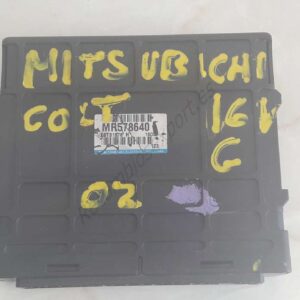 MITSUBICHI
COLT 16V
MR578640
G
02